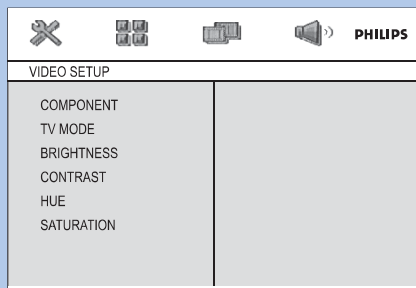 PHILIPS
VIDEO SETUP
COMPONENT
TV MODE
BRIGHTNESS
CONTRAST
HUE
SATURATION